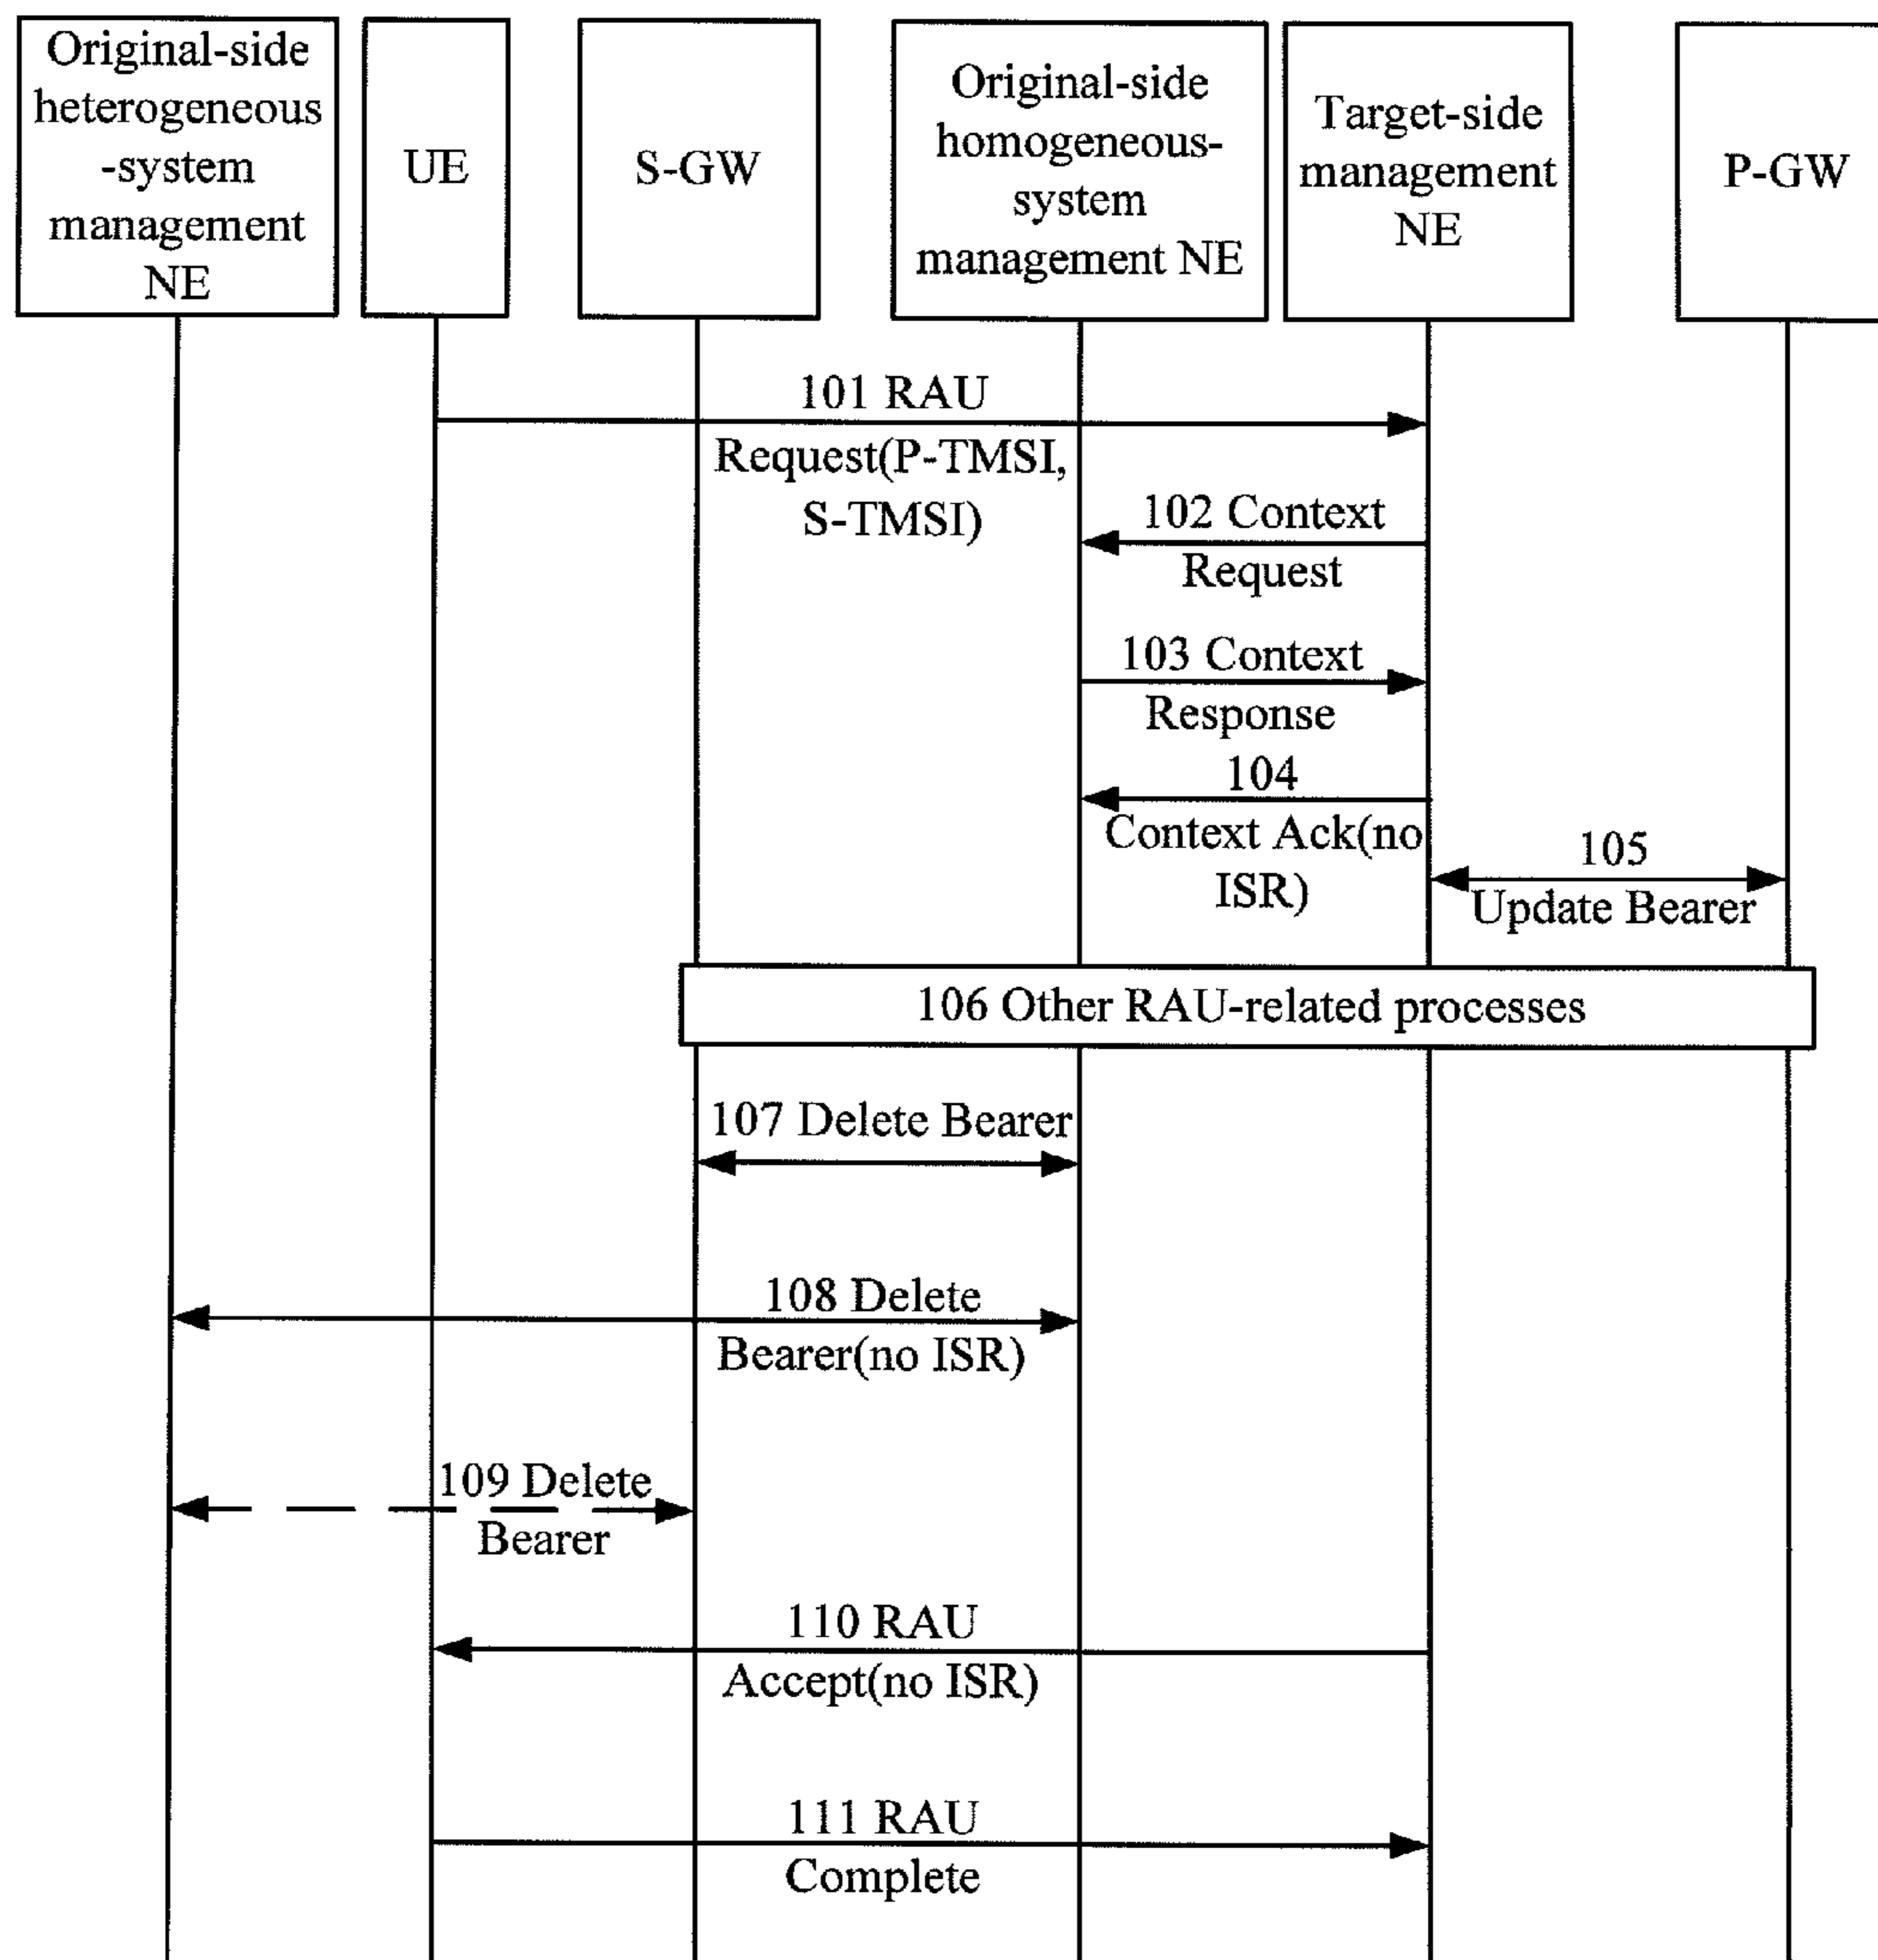 Original-side
heterogeneous
-system
management
NE
UE
S-GW
Original-side
homogeneous-
system
management NE
Target-side
management
NE
P-GW
101 RAU
Request(P-TMSI,
S-TMSI)
102 Context
Request
103 Context
Response
104
Context Ack(no
ISR)
105
Update Bearer
106 Other RAU-related processes
107 Delete Bearer
108 Delete
Bearer(no ISR)
109 Delete
Bearer
110 RAU
Accept(no ISR)
111 RAU
Complete